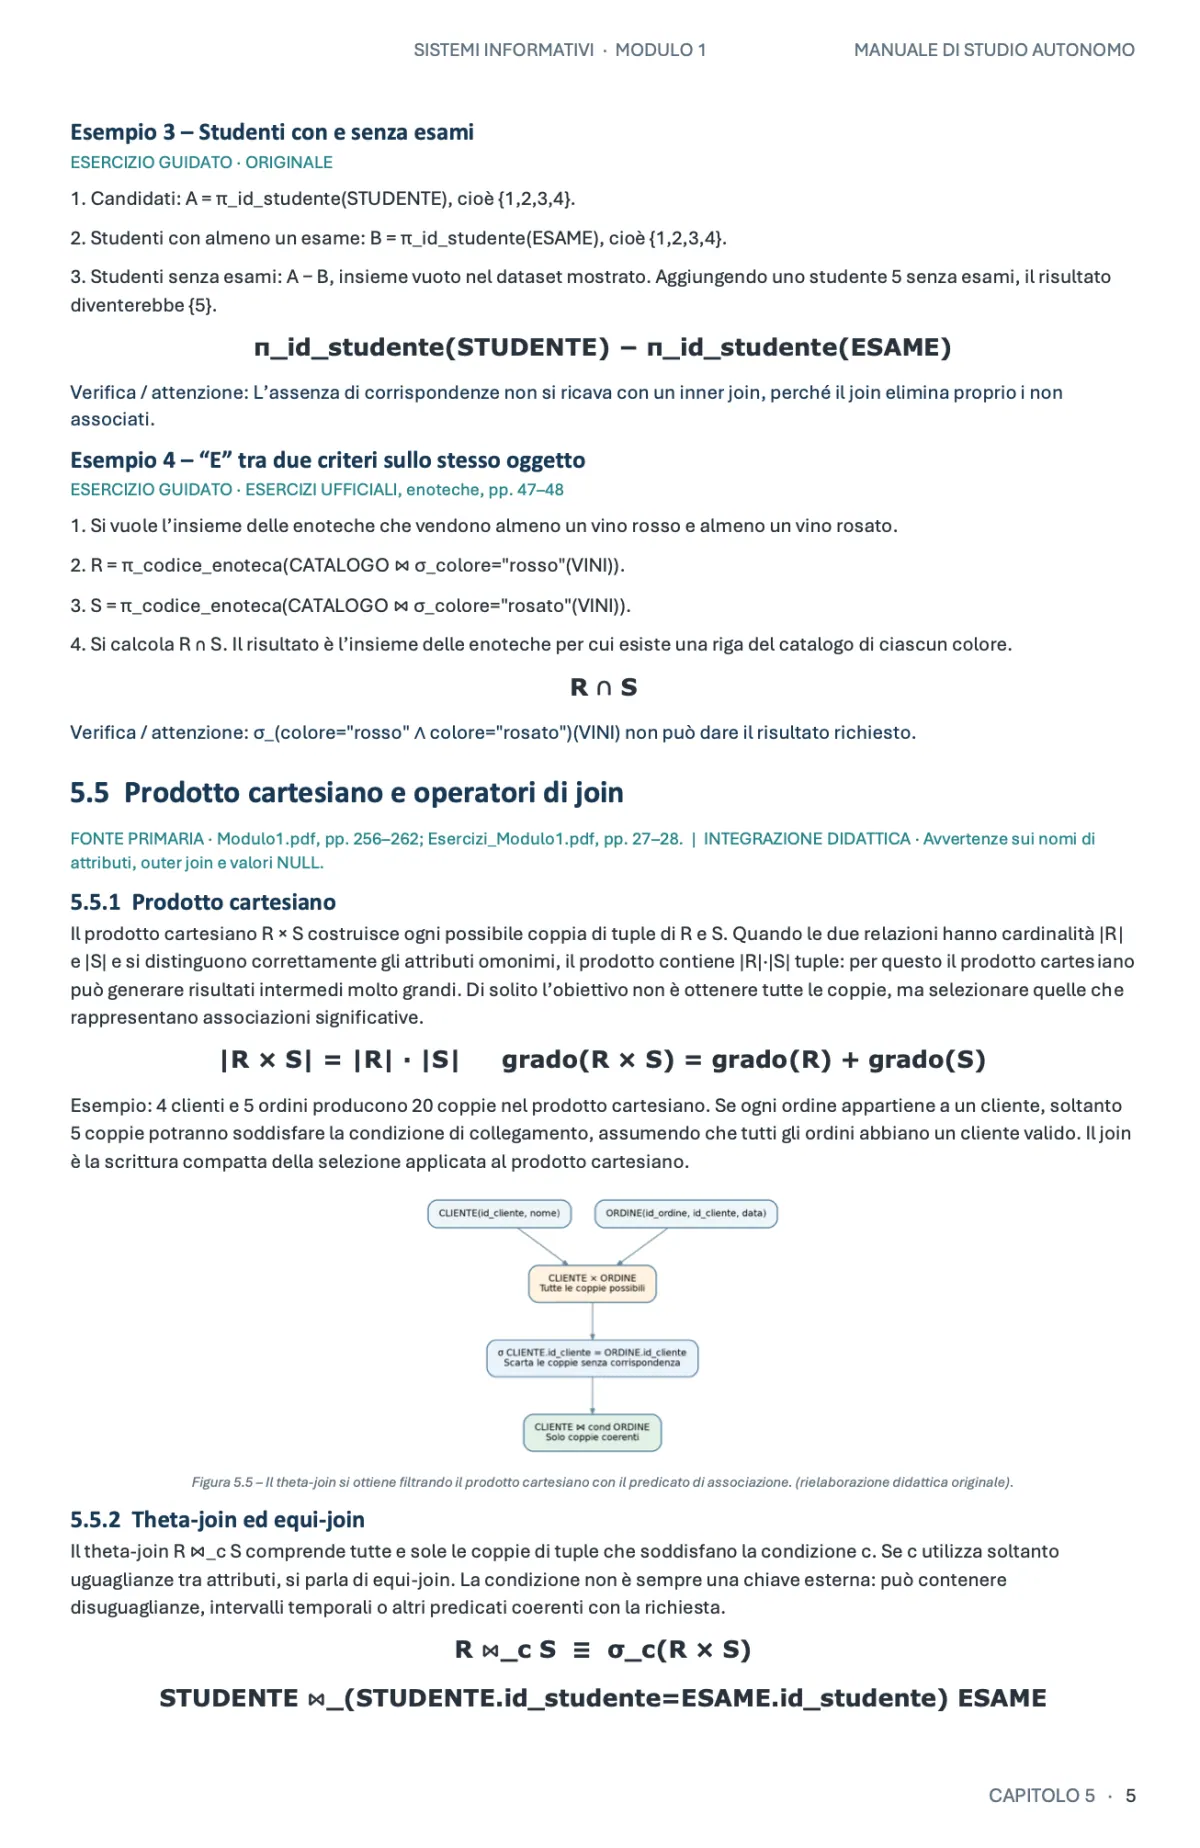 SISTEMI INFORMATIVI · MODULO 1 MANUALE DI STUDIO AUTONOMO
Esempio 3 – Studenti con e senza esami
ESERCIZIO GUIDATO · ORIGINALE
1. Candidati: A = π_id_studente(STUDENTE), cioè {1,2,3,4}.
2. Studenti con almeno un esame: B = π_id_studente(ESAME), cioè {1,2,3,4}.
3. Studenti senza esami: A − B, insieme vuoto nel dataset mostrato. Aggiungendo uno studente 5 senza esami, il risultato
diventerebbe {5}.
π_id_studente(STUDENTE) − π_id_studente(ESAME)
Verifica / attenzione: L’assenza di corrispondenze non si ricava con un inner join, perché il join elimina proprio i non
associati.
Esempio 4 – “E” tra due criteri sullo stesso oggetto
ESERCIZIO GUIDATO · ESERCIZI UFFICIALI, enoteche, pp. 47–48
1. Si vuole l’insieme delle enoteche che vendono almeno un vino rosso e almeno un vino rosato.
2. R = π_codice_enoteca(CATALOGO ⋈ σ_colore="rosso"(VINI)).
3. S = π_codice_enoteca(CATALOGO ⋈ σ_colore="rosato"(VINI)).
4. Si calcola R ∩ S. Il risultato è l’insieme delle enoteche per cui esiste una riga del catalogo di ciascun colore.
R ∩ S
Verifica / attenzione: σ_(colore="rosso" ∧ colore="rosato")(VINI) non può dare il risultato richiesto.
5.5 Prodotto cartesiano e operatori di join
FONTE PRIMARIA · Modulo1.pdf, pp. 256–262; Esercizi_Modulo1.pdf, pp. 27–28. | INTEGRAZIONE DIDATTICA · Avvertenze sui nomi di
attributi, outer join e valori NULL.
5.5.1 Prodotto cartesiano
Il prodotto cartesiano R × S costruisce ogni possibile coppia di tuple di R e S. Quando le due relazioni hanno cardinalità |R|
e |S| e si distinguono correttamente gli attributi omonimi, il prodotto contiene |R|·|S| tuple: per questo il prodotto cartesiano
può generare risultati intermedi molto grandi. Di solito l’obiettivo non è ottenere tutte le coppie, ma selezionare quelle che
rappresentano associazioni significative.
|R × S| = |R| · |S| grado(R × S) = grado(R) + grado(S)
Esempio: 4 clienti e 5 ordini producono 20 coppie nel prodotto cartesiano. Se ogni ordine appartiene a un cliente, soltanto
5 coppie potranno soddisfare la condizione di collegamento, assumendo che tutti gli ordini abbiano un cliente valido. Il join
è la scrittura compatta della selezione applicata al prodotto cartesiano.
CLIENTE(id_cliente, nome) ORDINE(id_ordine, id_cliente, data)
CLIENTE × ORDINE
Tutte le coppie possibili
σ CLIENTE.id_cliente = ORDINE.id_cliente
Scarta le coppie senza corrispondenza
CLIENTE ⋈ cond ORDINE
Solo coppie coerenti
Figura 5.5 – Il theta-join si ottiene filtrando il prodotto cartesiano con il predicato di associazione. (rielaborazione didattica originale).
5.5.2 Theta-join ed equi-join
Il theta-join R ⋈_c S comprende tutte e sole le coppie di tuple che soddisfano la condizione c. Se c utilizza soltanto
uguaglianze tra attributi, si parla di equi-join. La condizione non è sempre una chiave esterna: può contenere
disuguaglianze, intervalli temporali o altri predicati coerenti con la richiesta.
R ⋈_c S ≡ σ_c(R × S)
STUDENTE ⋈_(STUDENTE.id_studente=ESAME.id_studente) ESAME
CAPITOLO 5 · 5